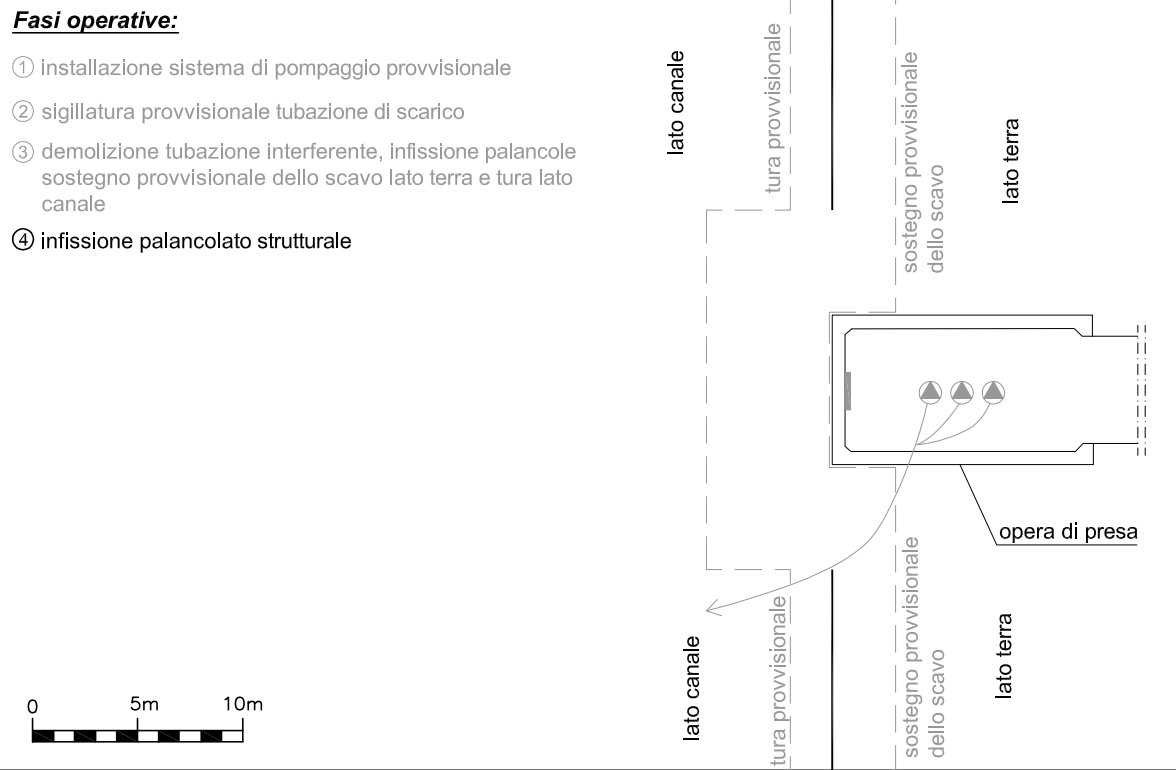 Fasi operative:
1 installazione sistema di pompaggio provvisionale
2 sigillatura provvisionale tubazione di scarico
3 demolizione tubazione interferente, infissione palancole
sostegno provvisionale dello scavo lato terra e tura lato
canale
4 infissione palancolato strutturale
lato canale
tura provvisionale
sostegno provvisionale
dello scavo
lato terra
opera di presa
lato canale
tura provvisionale
sostegno provvisionale
dello scavo
lato terra
0 5m 10m